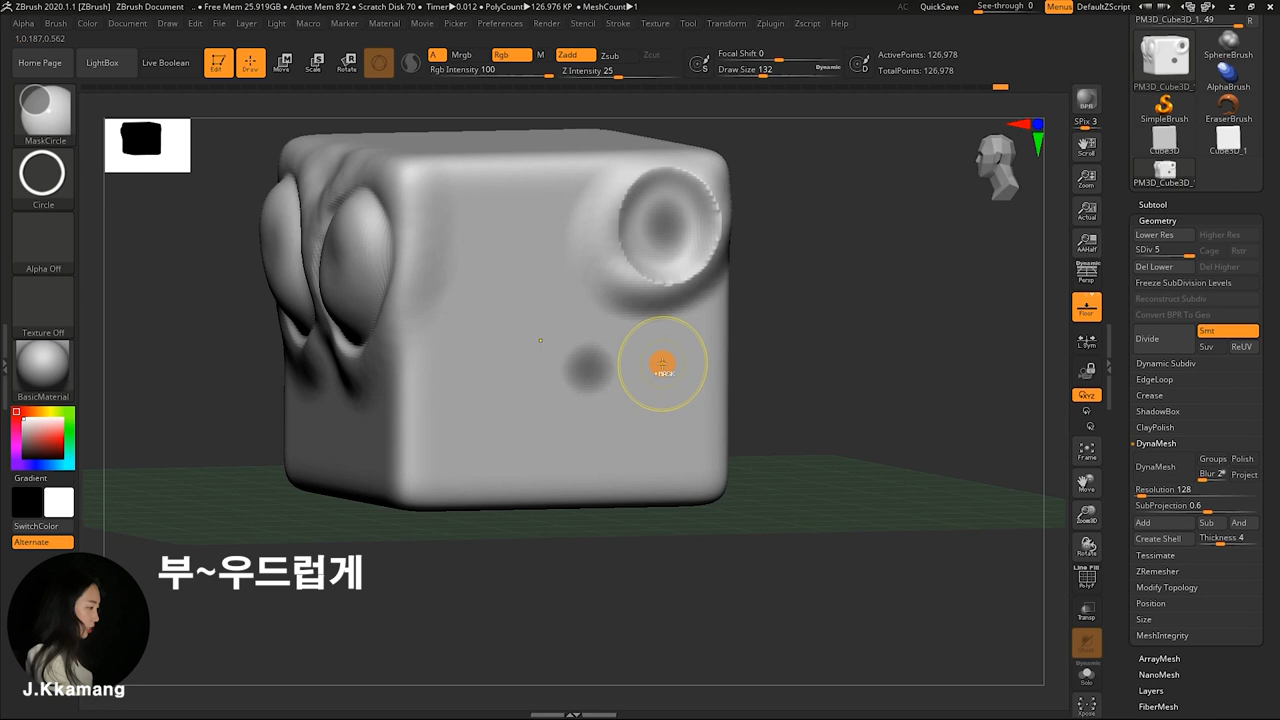 ZBrush 2020.1.1 [ZBrush] ZBrush Document .. • Free Mem 25.919GB • Active Mem 872 • Scratch Disk 70 • Timer▶0.012 • PolyCount▶126.976 KP • MeshCount▶1 AC QuickSave See-through 0 Menus DefaultZScript
Alpha Brush Color Document Draw Edit File Layer Light Macro Marker Material Movie Picker Preferences Render Stencil Stroke Texture Tool Transform Zplugin Zscript Help
1,0.187,0.562
Home Page LightBox Live Boolean Edit Draw Move Scale Rotate
A Mrgb Rgb M Zadd Zsub Zcut
Rgb Intensity 100 Z Intensity 25
Focal Shift 0
Draw Size 132 Dynamic
ActivePoints: 126,978
TotalPoints: 126,978
MaskCircle
Circle
Alpha Off
Texture Off
BasicMaterial
Gradient
SwitchColor
Alternate
+MASK
부~우드럽게
J.Kkamang
BPR
SPix 3
Scroll
Zoom
Actual
AAHalf
Dynamic
Persp
Floor
L.Sym
xyz
Frame
Move
Zoom3D
Rotate
Line Fill
PolyF
Transp
Dynamic
Solo
Xpose
PM3D_Cube3D_1. 49 R
SphereBrush
PM3D_Cube3D_ AlphaBrush
SimpleBrush EraserBrush
Cube3D Cube3D_1
PM3D_Cube3D_
Subtool
Geometry
Lower Res Higher Res
SDiv 5 Cage Rstr
Del Lower Del Higher
Freeze SubDivision Levels
Reconstruct Subdiv
Convert BPR To Geo
Divide Smt
Suv ReUV
Dynamic Subdiv
EdgeLoop
Crease
ShadowBox
ClayPolish
DynaMesh
DynaMesh Groups Polish
Blur 2 Project
Resolution 128
SubProjection 0.6
Add Sub And
Create Shell Thickness 4
Tessimate
ZRemesher
Modify Topology
Position
Size
MeshIntegrity
ArrayMesh
NanoMesh
Layers
FiberMesh